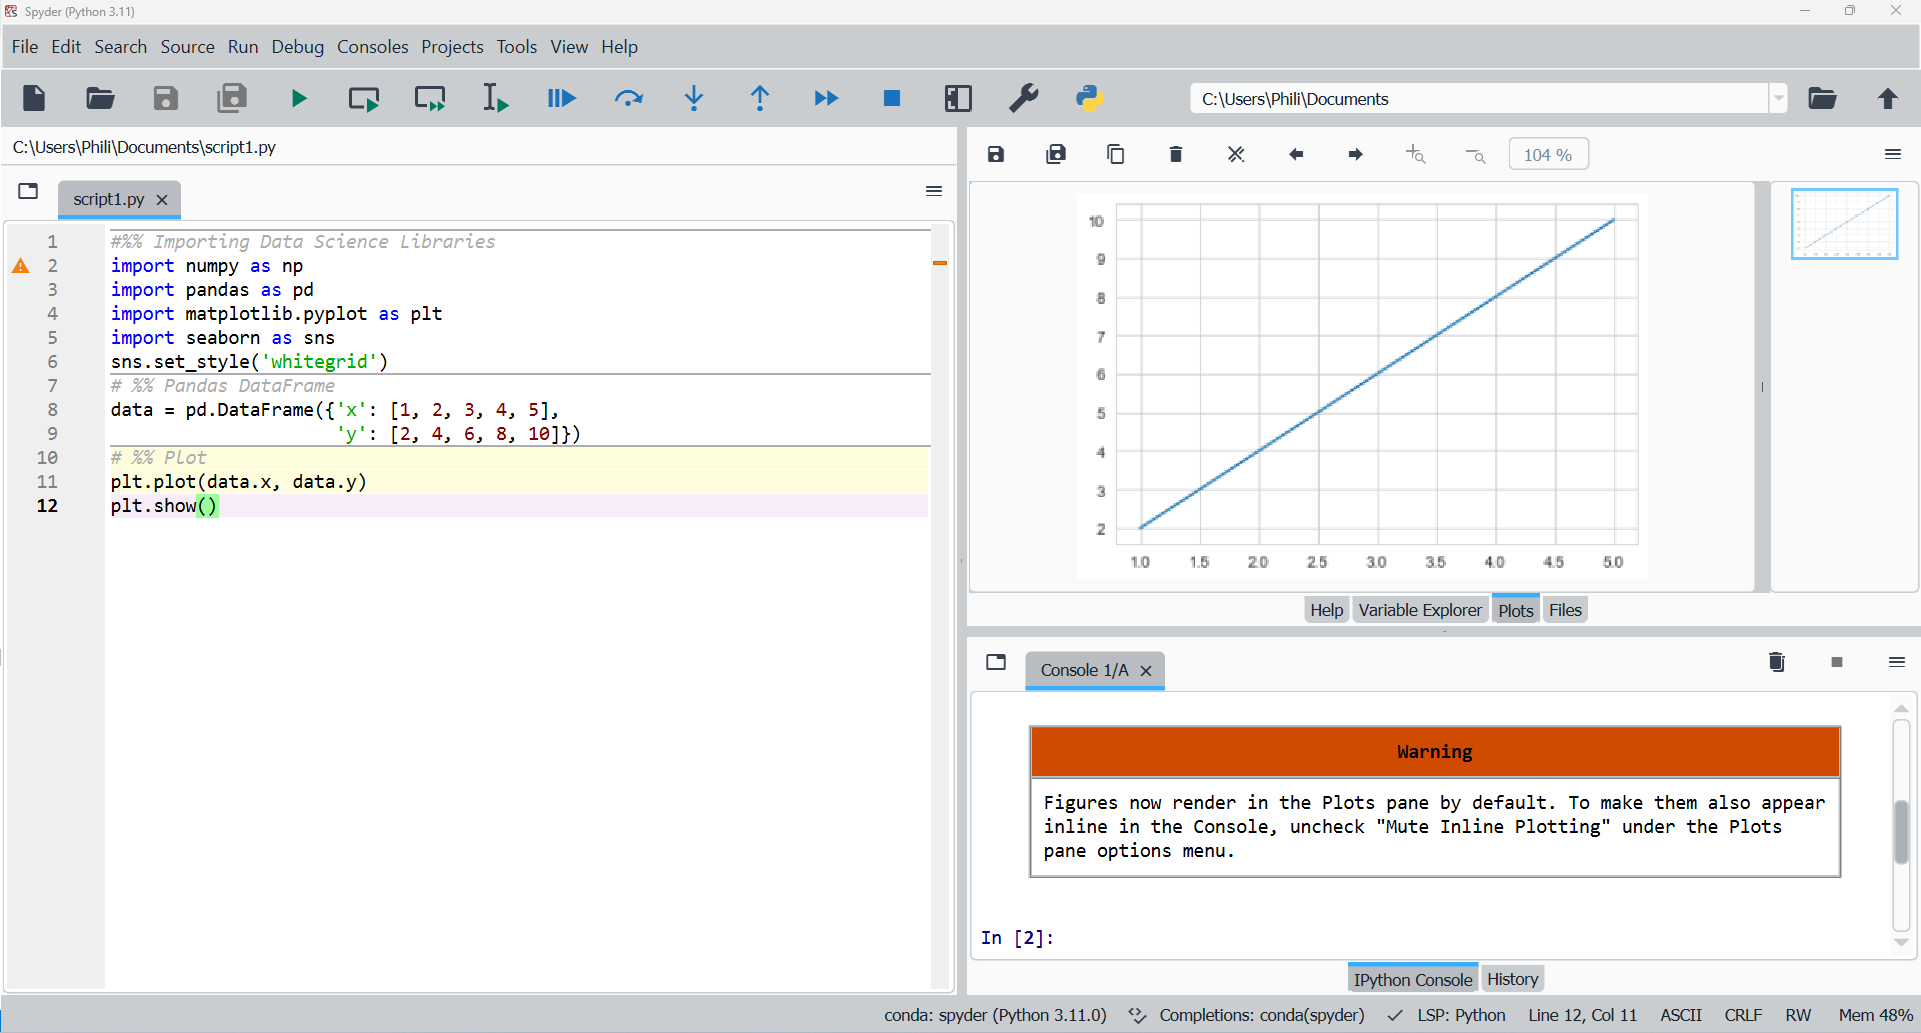 Spyder (Python 3.11)
File Edit Search Source Run Debug Consoles Projects Tools View Help
C:\Users\Phili\Documents
C:\Users\Phili\Documents\script1.py
script1.py
1 #%% Importing Data Science Libraries
2 import numpy as np
3 import pandas as pd
4 import matplotlib.pyplot as plt
5 import seaborn as sns
6 sns.set_style('whitegrid')
7 # %% Pandas DataFrame
8 data = pd.DataFrame({'x': [1, 2, 3, 4, 5],
9 'y': [2, 4, 6, 8, 10]})
10 # %% Plot
11 plt.plot(data.x, data.y)
12 plt.show()
104 %
10
9
8
7
6
5
4
3
2
1.0 1.5 2.0 2.5 3.0 3.5 4.0 4.5 5.0
Help Variable Explorer Plots Files
Console 1/A
Warning
Figures now render in the Plots pane by default. To make them also appear
inline in the Console, uncheck "Mute Inline Plotting" under the Plots
pane options menu.
In [2]:
IPython Console History
conda: spyder (Python 3.11.0) Completions: conda(spyder) LSP: Python Line 12, Col 11 ASCII CRLF RW Mem 48%